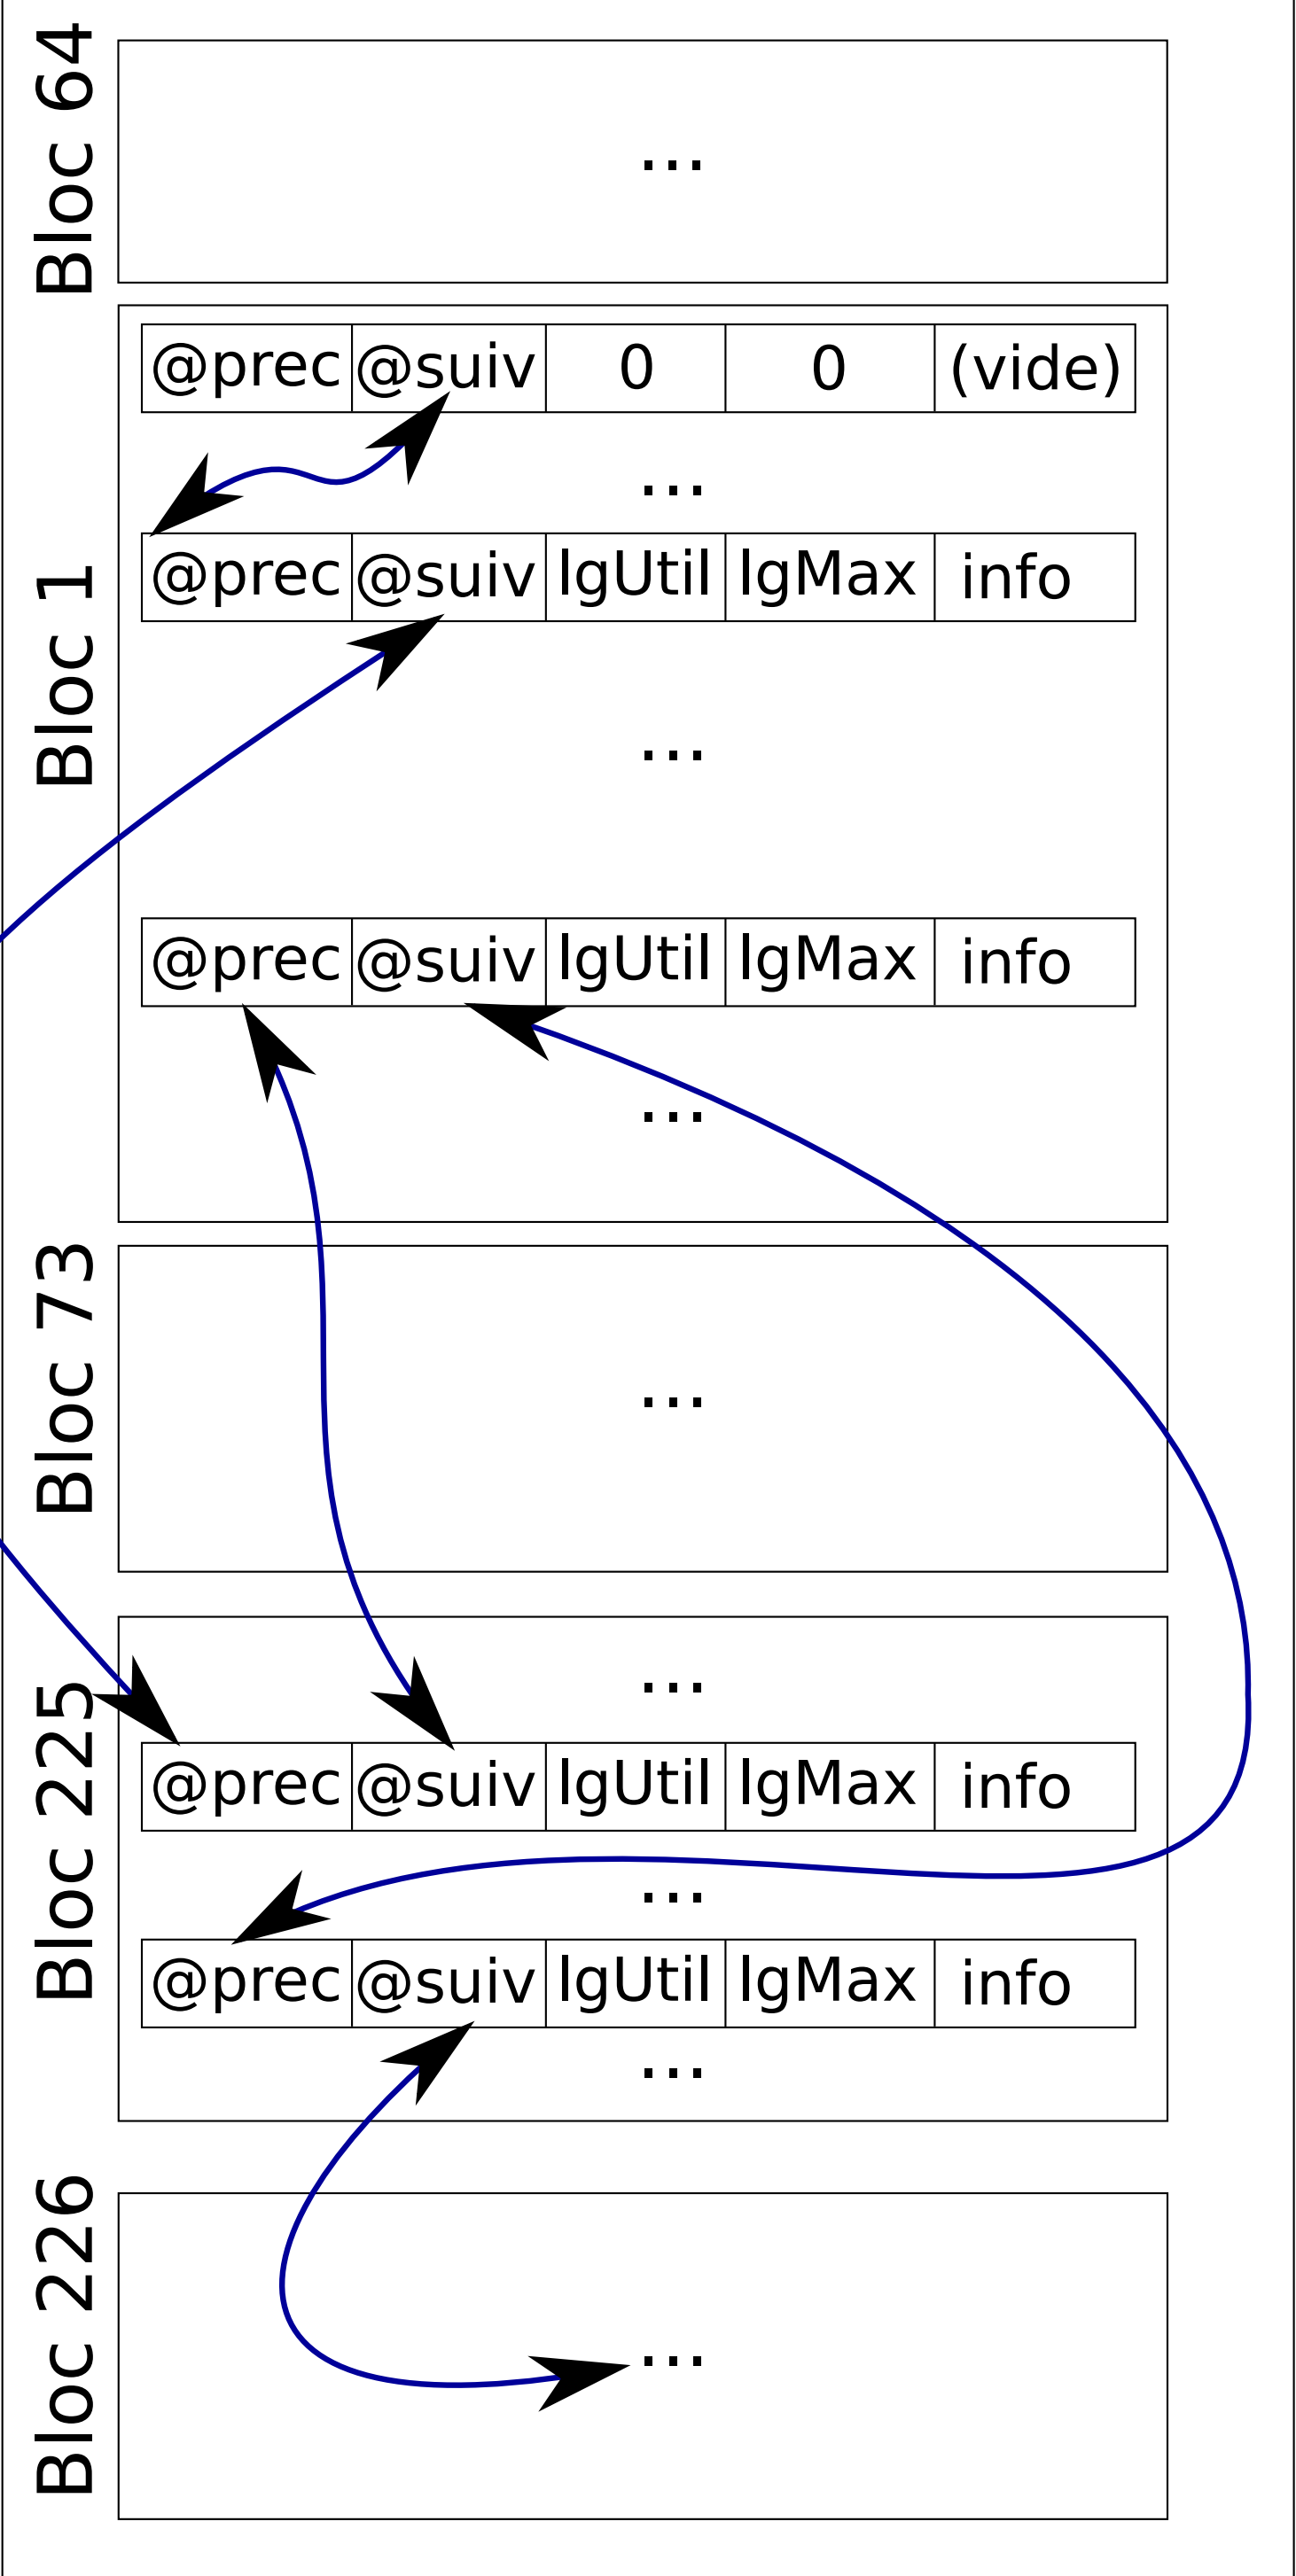 Bloc 64
...
Bloc 1
@prec @suiv 0 0 (vide)
...
@prec @suiv lgUtil lgMax info
...
@prec @suiv lgUtil lgMax info
...
Bloc 73
...
Bloc 225
...
@prec @suiv lgUtil lgMax info
...
@prec @suiv lgUtil lgMax info
...
Bloc 226
...